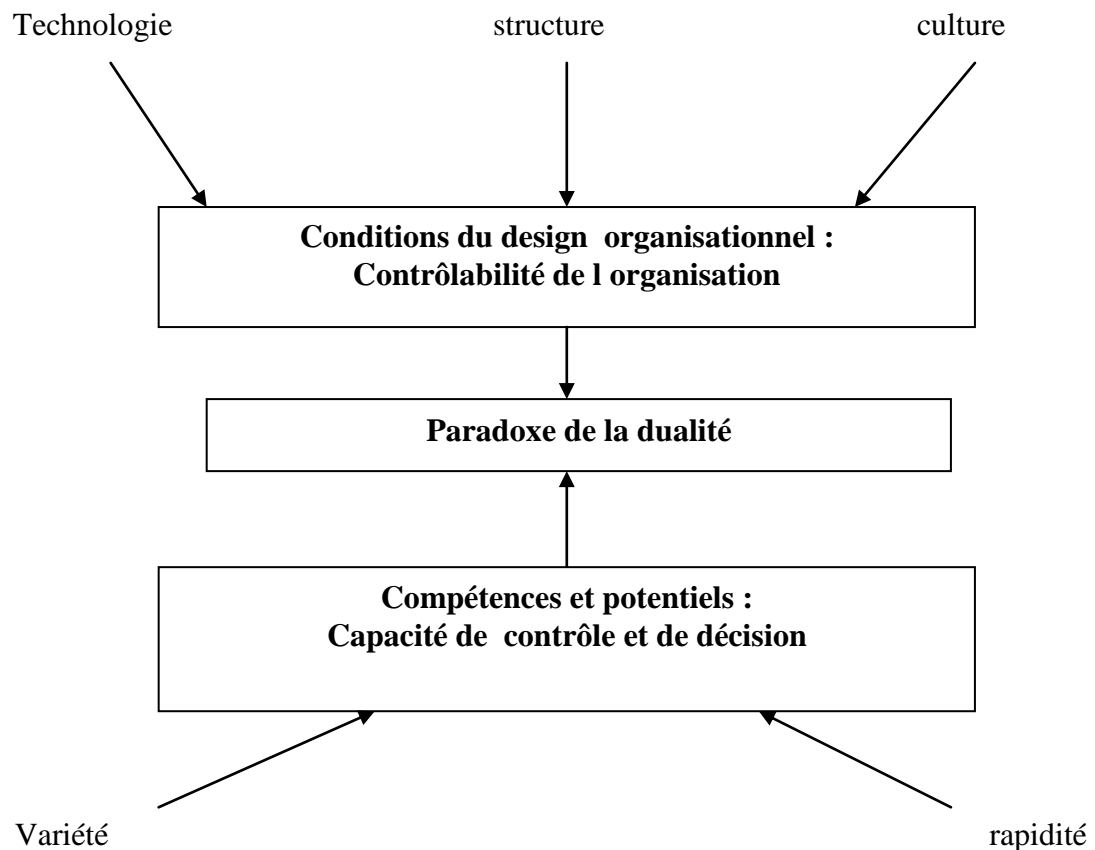 Technologie structure culture
Conditions du design  organisationnel :
Contrôlabilité de l organisation
Paradoxe de la dualité
Compétences et potentiels :
Capacité de  contrôle et de décision
Variété rapidité